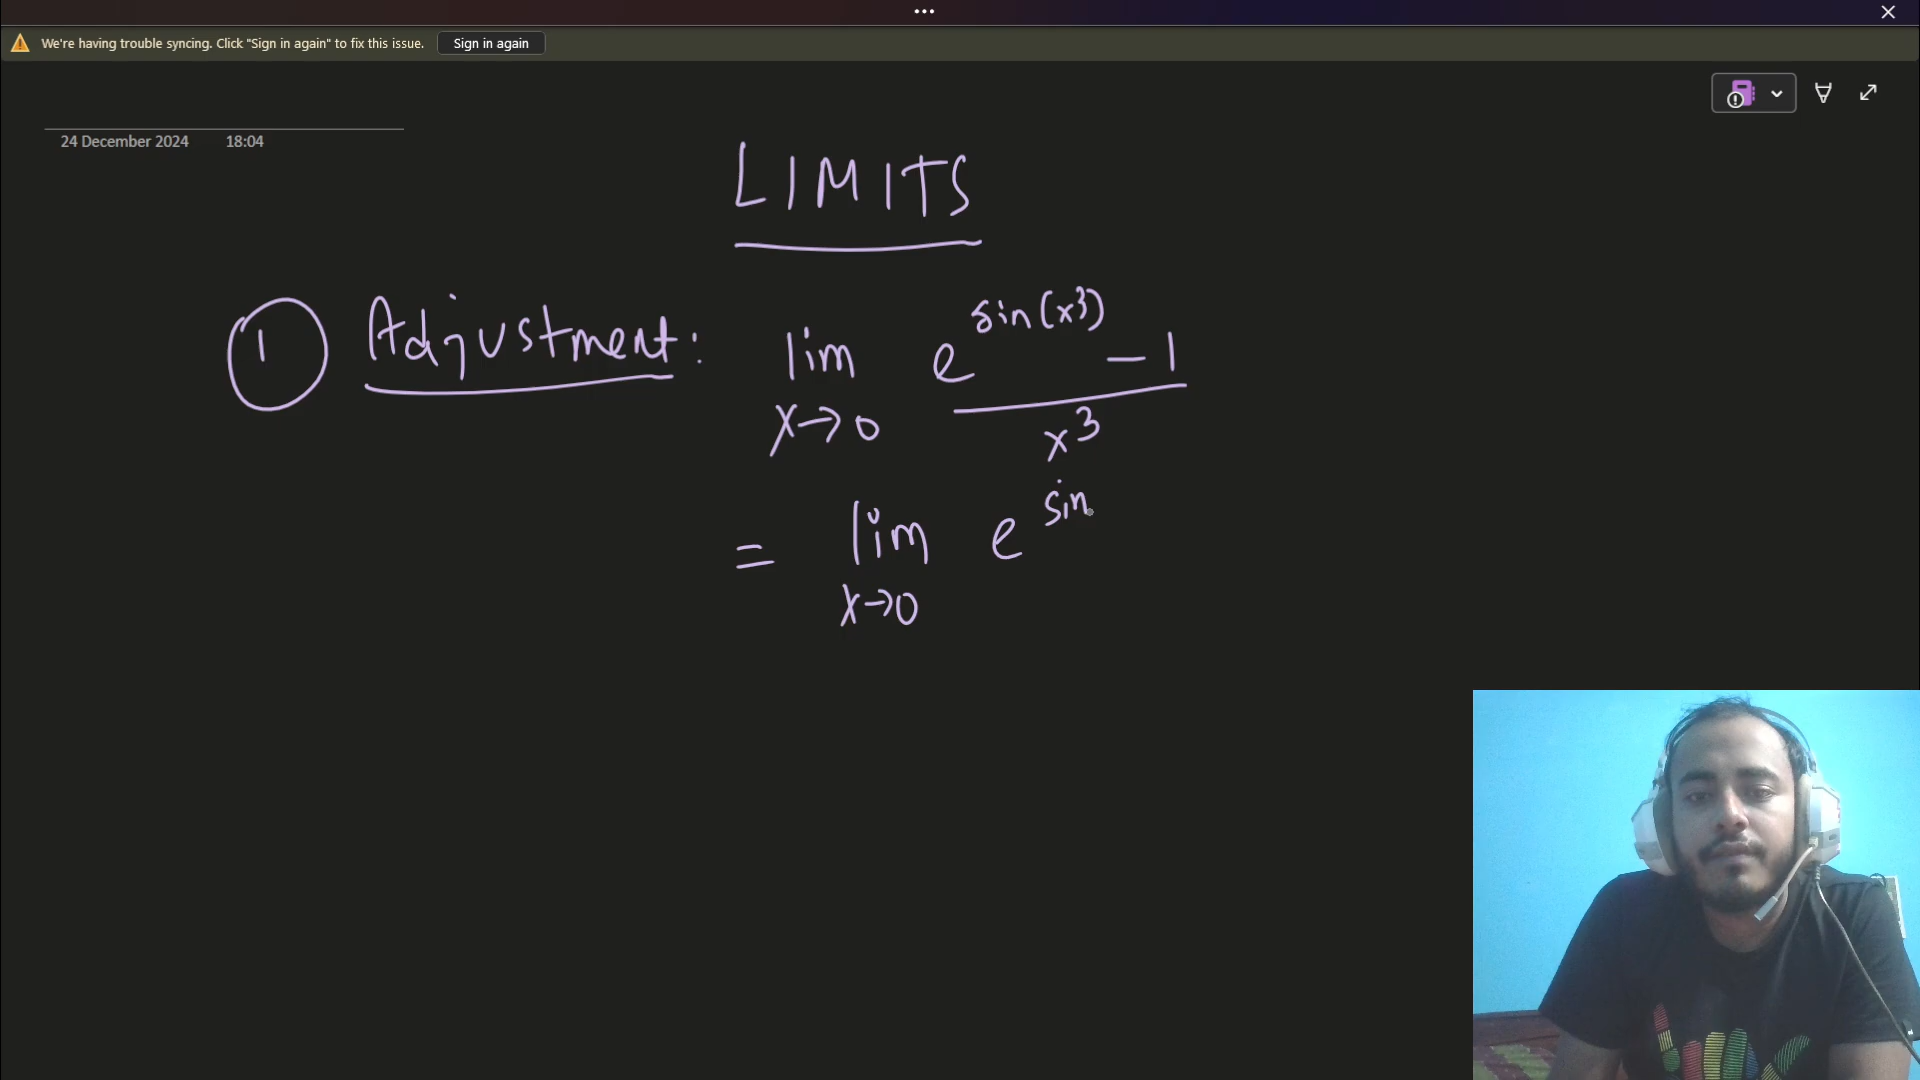 We're having trouble syncing. Click "Sign in again" to fix this issue. Sign in again
24 December 2024 18:04
LIMITS
① Adjustment: lim x→0 (e^sin(x³) − 1)/x³
= lim x→0 e^sin